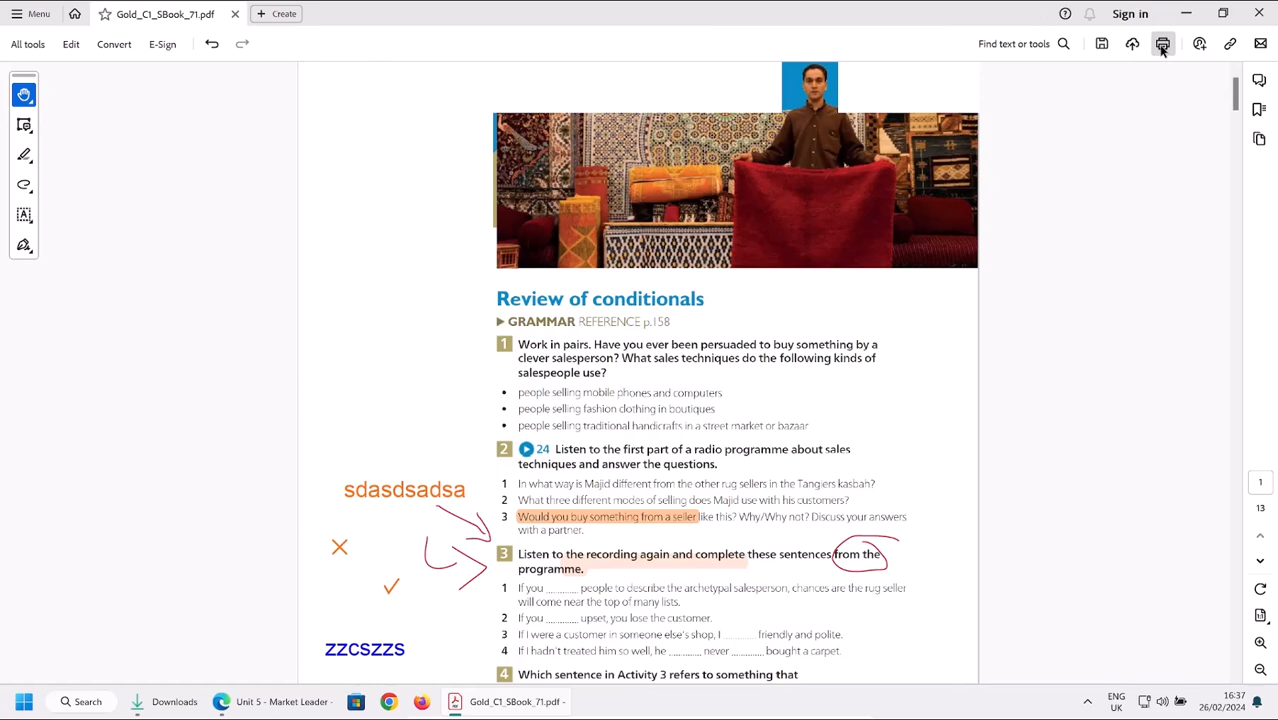 Menu
Gold_C1_SBook_71.pdf
Create
Sign in
All tools Edit Convert E-Sign
Find text or tools
Review of conditionals
GRAMMAR REFERENCE p.158
1 Work in pairs. Have you ever been persuaded to buy something by a
clever salesperson? What sales techniques do the following kinds of
salespeople use?
• people selling mobile phones and computers
• people selling fashion clothing in boutiques
• people selling traditional handicrafts in a street market or bazaar
2 24 Listen to the first part of a radio programme about sales
techniques and answer the questions.
1 In what way is Majid different from the other rug sellers in the Tangiers kasbah?
2 What three different modes of selling does Majid use with his customers?
3 Would you buy something from a seller like this? Why/Why not? Discuss your answers
with a partner.
sdasdsadsa
3 Listen to the recording again and complete these sentences from the
programme.
1 If you ............ people to describe the archetypal salesperson, chances are the rug seller
will come near the top of many lists.
2 If you ............ upset, you lose the customer.
3 If I were a customer in someone else's shop, I ............ friendly and polite.
4 If I hadn't treated him so well, he ............ never ............ bought a carpet.
zzcszzs
4 Which sentence in Activity 3 refers to something that
1
13
Search
Downloads
Unit 5 - Market Leader -
Gold_C1_SBook_71.pdf -
ENG
UK
16:37
26/02/2024